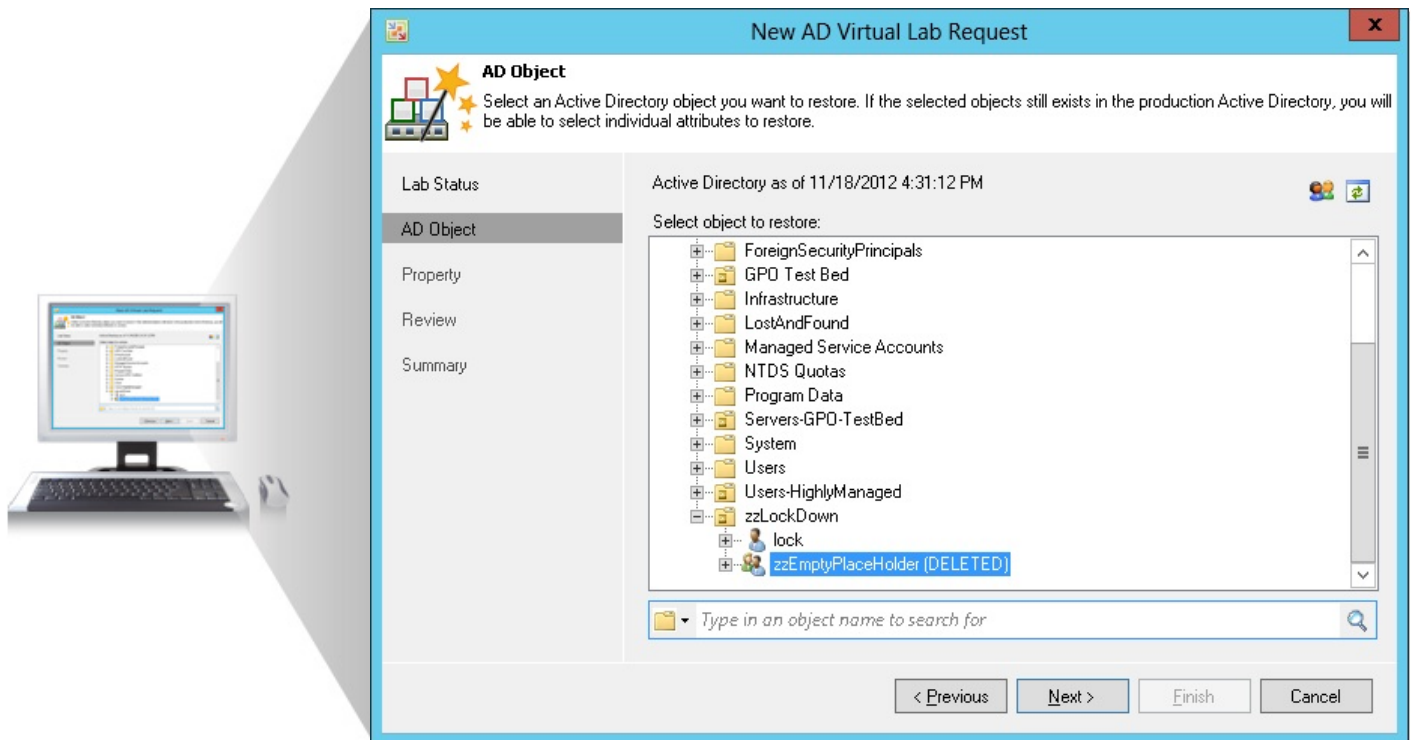 New AD Virtual Lab Request
x
AD Object
Select an Active Directory object you want to restore. If the selected objects still exists in the production Active Directory, you will
be able to select individual attributes to restore.
Lab Status
AD Object
Property
Review
Summary
Active Directory as of 11/18/2012 4:31:12 PM
Select object to restore:
ForeignSecurityPrincipals
GPO Test Bed
Infrastructure
LostAndFound
Managed Service Accounts
NTDS Quotas
Program Data
Servers-GPO-TestBed
System
Users
Users-HighlyManaged
zzLockDown
lock
zzEmptyPlaceHolder (DELETED)
Type in an object name to search for
< Previous
Next >
Finish
Cancel